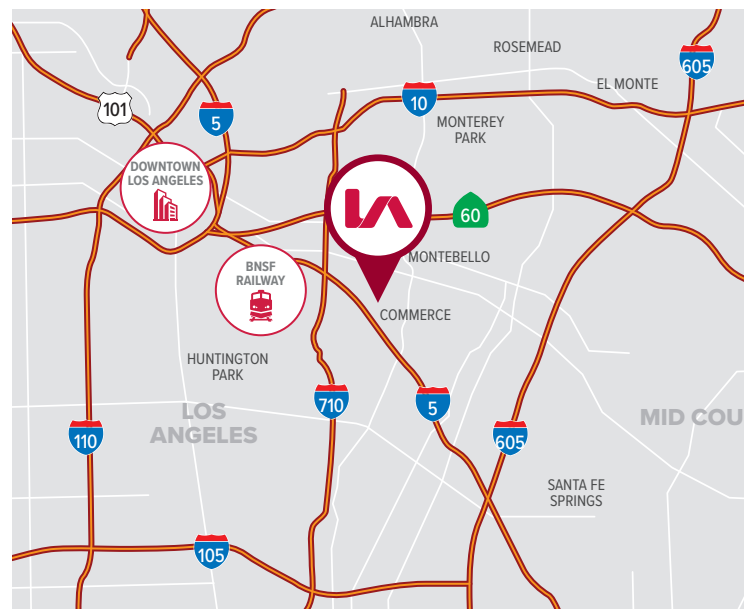 ALHAMBRA
ROSEMEAD
605
EL MONTE
101
5
10
MONTEREY
PARK
DOWNTOWN
LOS ANGELES
LA
60
MONTEBELLO
BNSF
RAILWAY
COMMERCE
HUNTINGTON
PARK
710
5
LOS
ANGELES
MID COU
110
605
SANTA FE
SPRINGS
105